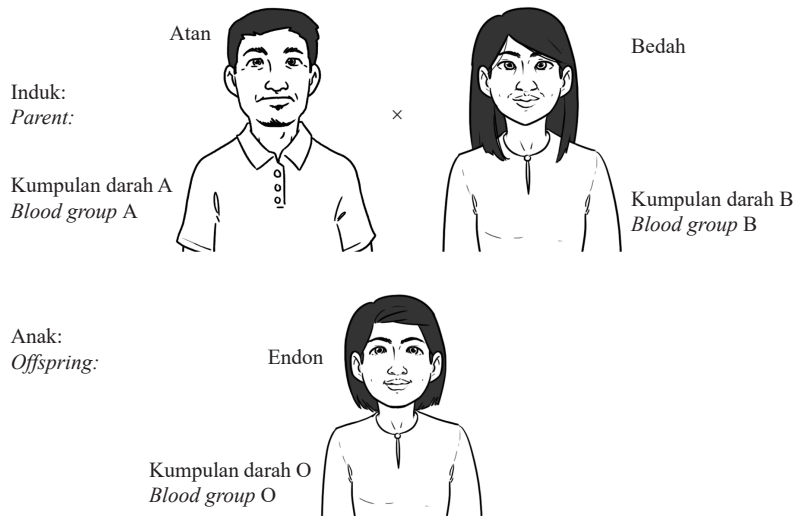 Atan
Bedah
Induk:
Parent:
×
Kumpulan darah A
Blood group A
Kumpulan darah B
Blood group B
Anak:
Offspring:
Endon
Kumpulan darah O
Blood group O